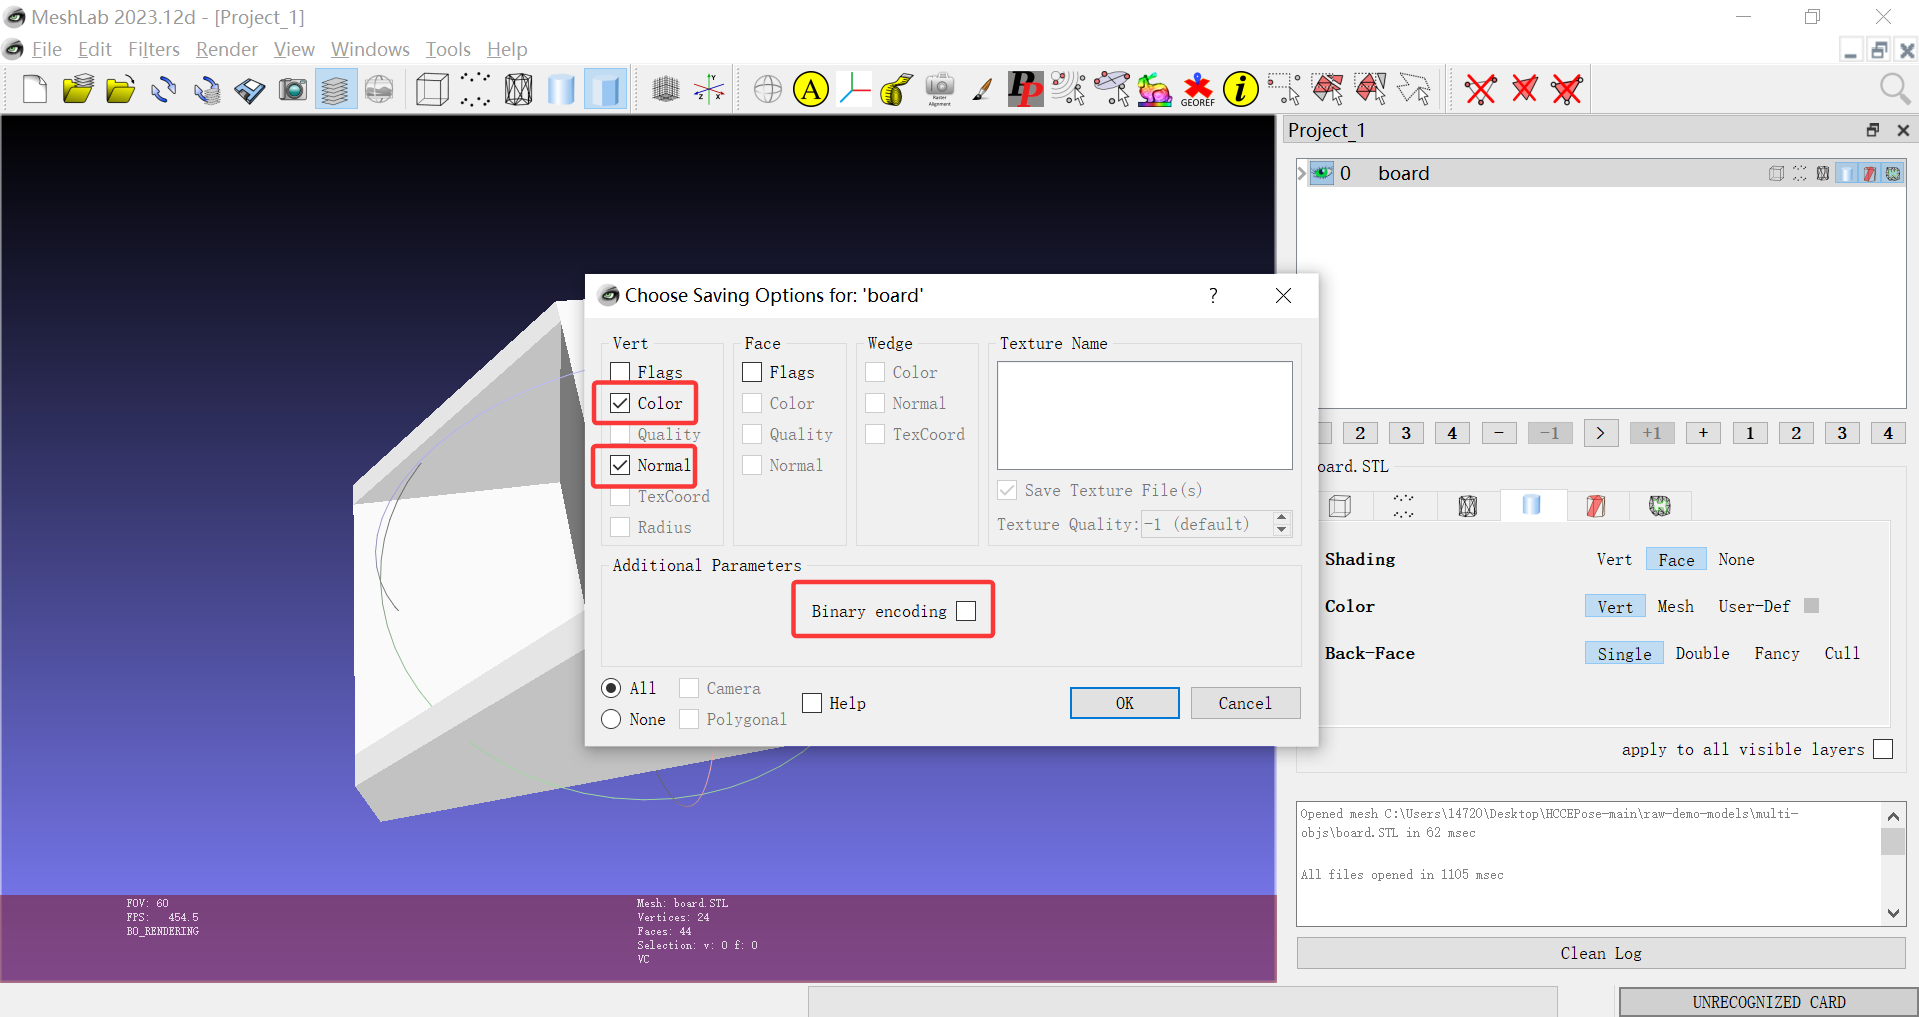 MeshLab 2023.12d - [Project_1]
File Edit Filters Render View Windows Tools Help
A
Raster Alignment
PP
GEOREF
i
Project_1
0 board
Choose Saving Options for: 'board'
?
Vert
Flags
Color
Quality
Normal
TexCoord
Radius
Face
Flags
Color
Quality
Normal
Wedge
Color
Normal
TexCoord
Texture Name
Save Texture File(s)
Texture Quality: -1 (default)
Additional Parameters
Binary encoding
All
None
Camera
Polygonal
Help
OK
Cancel
2 3 4 − −1 > +1 + 1 2 3 4
oard.STL
Shading Vert Face None
Color Vert Mesh User-Def
Back-Face Single Double Fancy Cull
apply to all visible layers
Opened mesh C:\Users\14720\Desktop\HCCEPose-main\raw-demo-models\multi-
objs\board.STL in 62 msec
All files opened in 1105 msec
Clean Log
UNRECOGNIZED CARD
FOV: 60
FPS: 454.5
BO_RENDERING
Mesh: board.STL
Vertices: 24
Faces: 44
Selection: v: 0 f: 0
VC